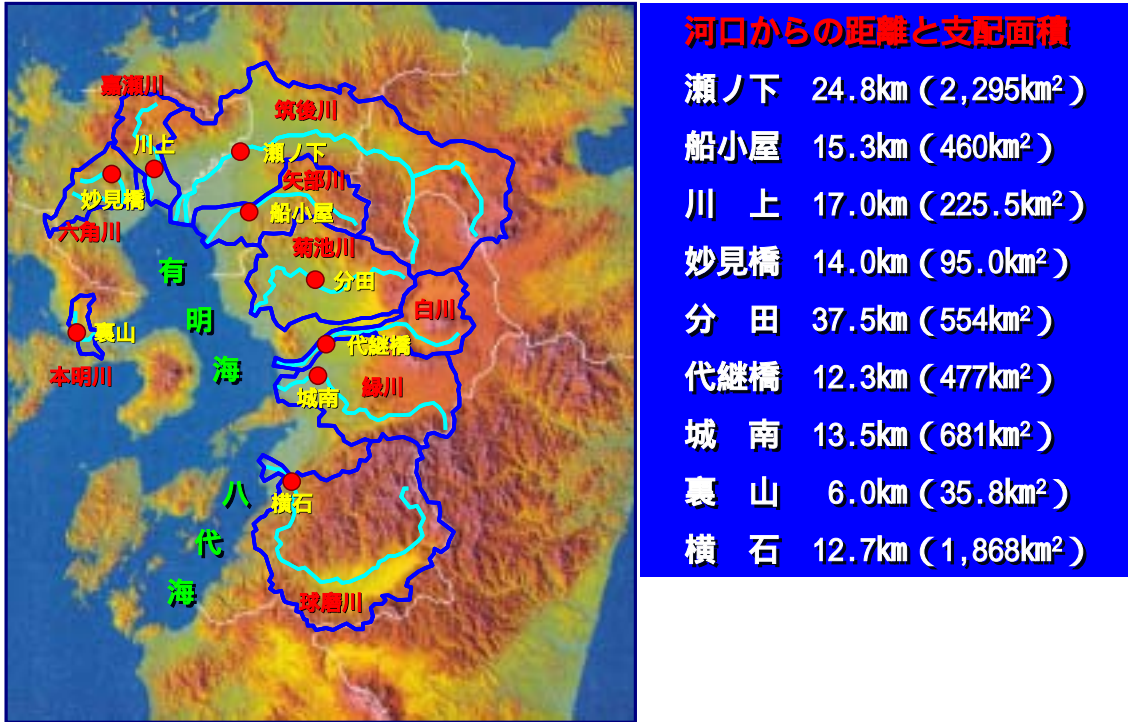 嘉瀬川
筑後川
川上
瀬ノ下
矢部川
妙見橋
船小屋
六角川
菊池川
有明海
分田
白川
裏山
代継橋
本明川
緑川
城南
八代海
横石
球磨川
河口からの距離と支配面積
瀬ノ下 24.8km（2,295km²）
船小屋 15.3km（460km²）
川　上 17.0km（225.5km²）
妙見橋 14.0km（95.0km²）
分　田 37.5km（554km²）
代継橋 12.3km（477km²）
城　南 13.5km（681km²）
裏　山 6.0km（35.8km²）
横　石 12.7km（1,868km²）